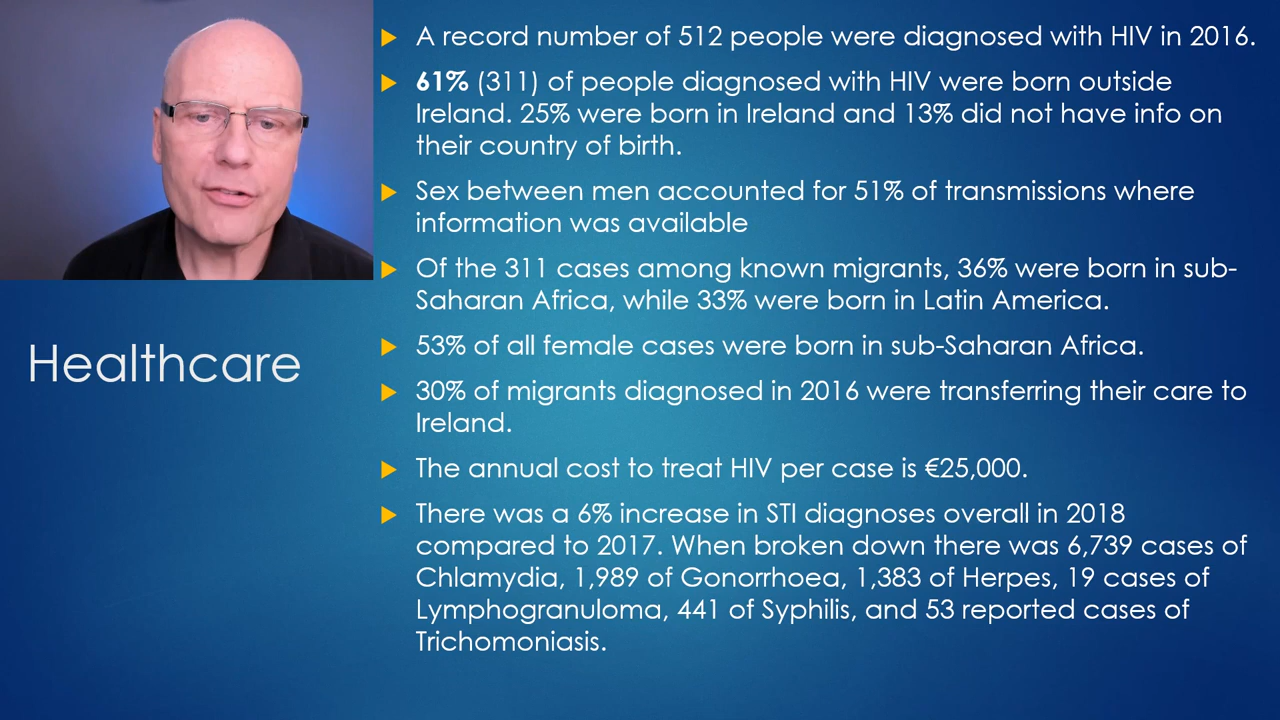 A record number of 512 people were diagnosed with HIV in 2016.
61% (311) of people diagnosed with HIV were born outside
Ireland. 25% were born in Ireland and 13% did not have info on
their country of birth.
Sex between men accounted for 51% of transmissions where
information was available
Of the 311 cases among known migrants, 36% were born in sub-
Saharan Africa, while 33% were born in Latin America.
53% of all female cases were born in sub-Saharan Africa.
30% of migrants diagnosed in 2016 were transferring their care to
Ireland.
The annual cost to treat HIV per case is €25,000.
There was a 6% increase in STI diagnoses overall in 2018
compared to 2017. When broken down there was 6,739 cases of
Chlamydia, 1,989 of Gonorrhoea, 1,383 of Herpes, 19 cases of
Lymphogranuloma, 441 of Syphilis, and 53 reported cases of
Trichomoniasis.
Healthcare